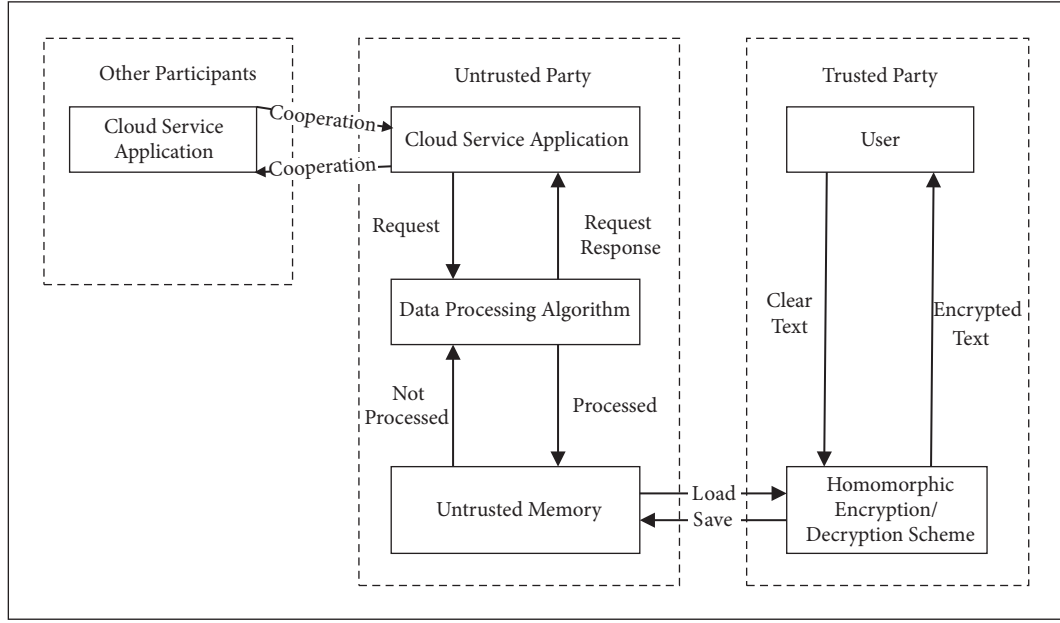 Other Participants
Cloud Service
Application
Cooperation
Cooperation
Untrusted Party
Cloud Service Application
Request
Request
Response
Data Processing Algorithm
Not
Processed
Processed
Untrusted Memory
Load
Save
Trusted Party
User
Clear
Text
Encrypted
Text
Homomorphic
Encryption/
Decryption Scheme